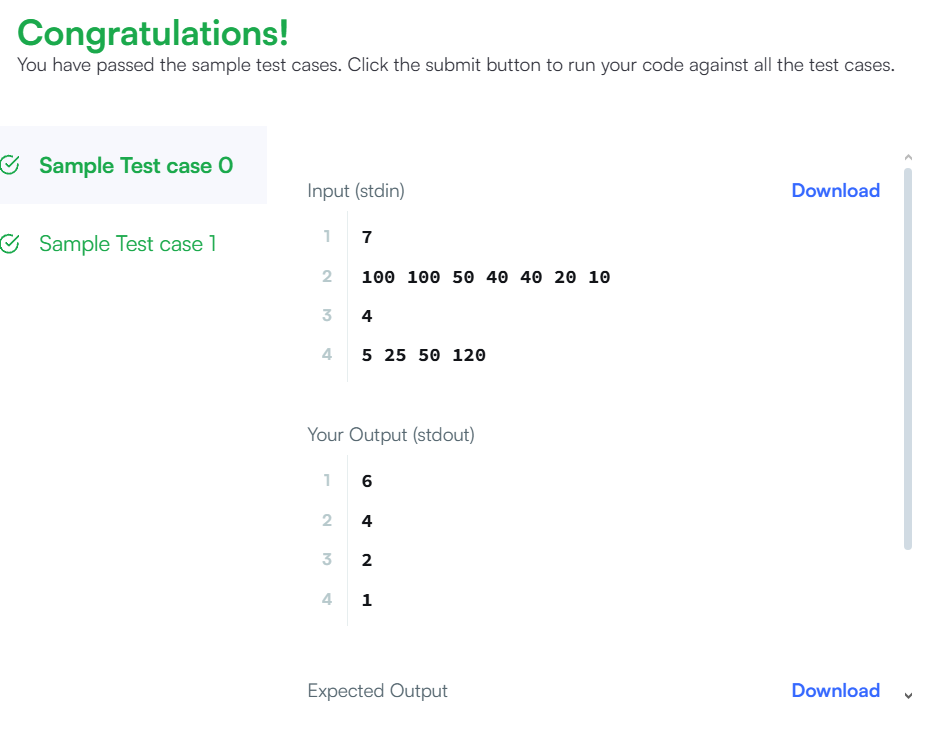 Congratulations!
You have passed the sample test cases. Click the submit button to run your code against all the test cases.
Sample Test case 0
Sample Test case 1
Input (stdin)
Download
1 7
2 100 100 50 40 40 20 10
3 4
4 5 25 50 120
Your Output (stdout)
1 6
2 4
3 2
4 1
Expected Output
Download